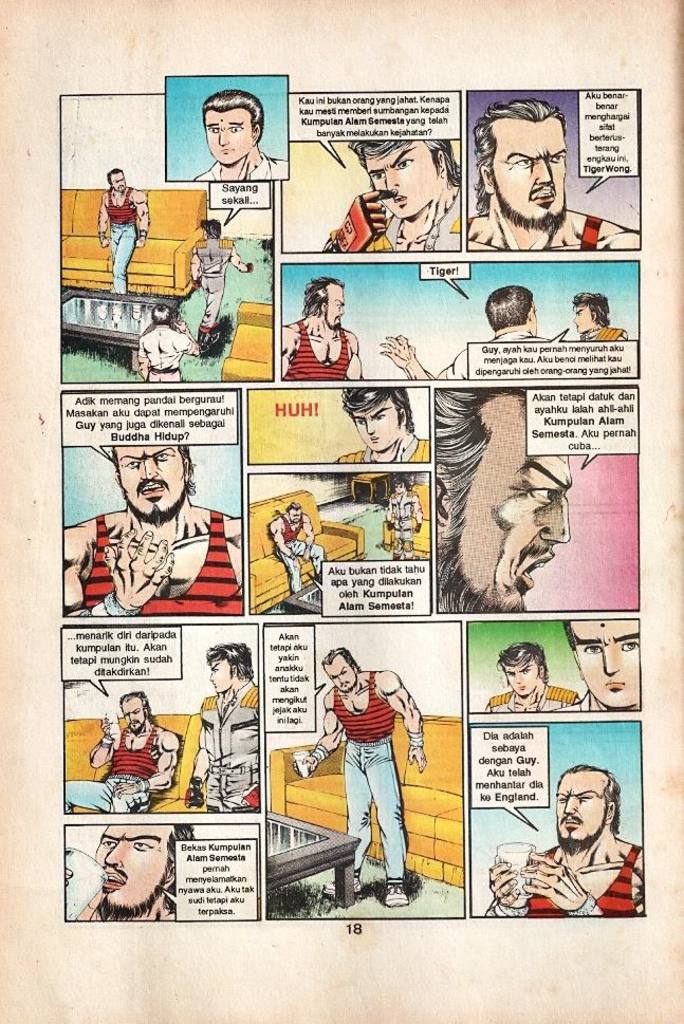 Sayang
sekali...
Kau ini bukan orang yang jahat. Kenapa
kau mesti memberi sumbangan kepada
Kumpulan Alam Semesta yang telah
banyak melakukan kejahatan?
Aku benar-
benar
menghargai
sifat
berterus-
terang
engkau ini,
Tiger Wong.
Tiger!
Guy, ayah kau pernah menyuruh aku
menjaga kau. Aku benci melihat kau
dipengaruhi oleh orang-orang yang jahat!
Adik memang pandai bergurau!
Masakan aku dapat mempengaruhi
Guy yang juga dikenali sebagai
Buddha Hidup?
HUH!
Aku bukan tidak tahu
apa yang dilakukan
oleh Kumpulan
Alam Semesta!
Akan tetapi datuk dan
ayahku ialah ahli-ahli
Kumpulan Alam
Semesta. Aku pernah
cuba...
...menarik diri daripada
kumpulan itu. Akan
tetapi mungkin sudah
ditakdirkan!
Bekas Kumpulan
Alam Semesta
pernah
menyelamatkan
nyawa aku. Aku tak
sudi tetapi aku
terpaksa.
Akan
tetapi aku
yakin
anakku
tentu tidak
akan
mengikut
jejak aku
ini lagi.
Dia adalah
sebaya
dengan Guy.
Aku telah
menhantar dia
ke England.
18